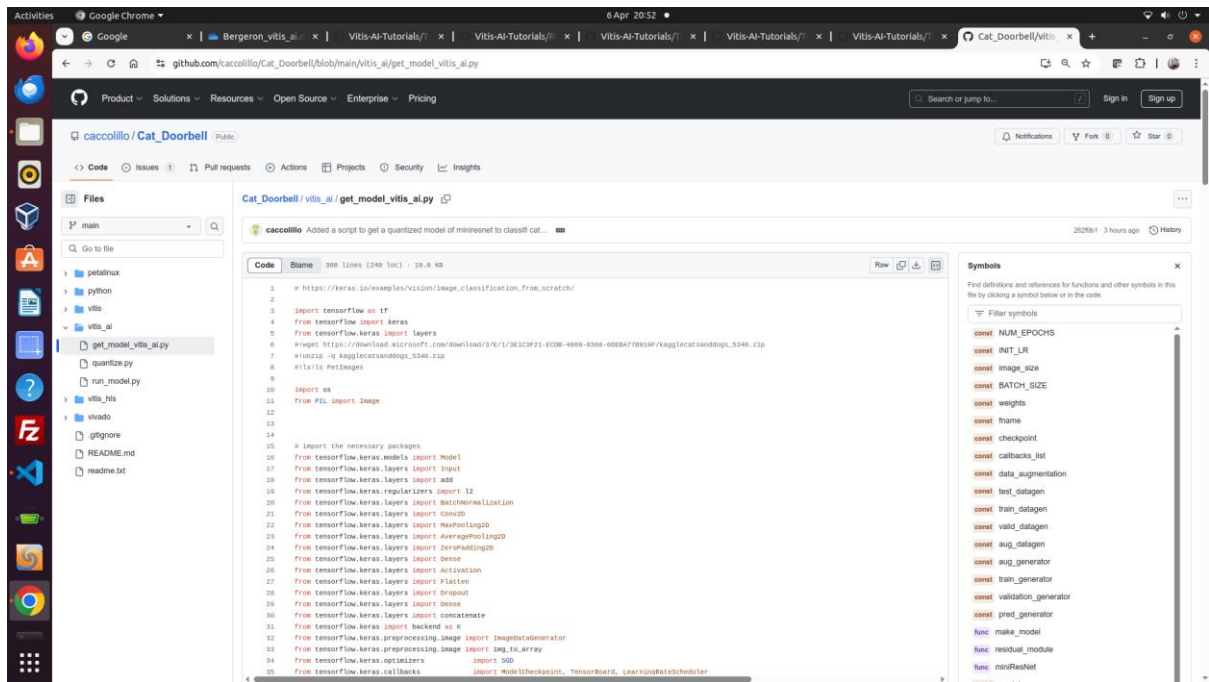 Activities Google Chrome 6 Apr 20:52
Google Bergeron_vitis_ai.d Vitis-AI-Tutorials/T Vitis-AI-Tutorials/R Vitis-AI-Tutorials/T Vitis-AI-Tutorials/T Vitis-AI-Tutorials/T Cat_Doorbell/vitis_
github.com/caccolillo/Cat_Doorbell/blob/main/vitis_ai/get_model_vitis_ai.py
Product Solutions Resources Open Source Enterprise Pricing Search or jump to... / Sign in Sign up
caccolillo / Cat_Doorbell Public Notifications Fork 0 Star 0
<> Code Issues 1 Pull requests Actions Projects Security Insights
Files
main
Go to file
petalinux
python
vitis
vitis_ai
get_model_vitis_ai.py
quantize.py
run_model.py
vitis_hls
vivado
.gitignore
README.md
readme.txt
Cat_Doorbell / vitis_ai / get_model_vitis_ai.py
caccolillo Added a script to get a quantized model of miniresnet to classifi cat... 3 hours ago History
Code Blame 308 lines (240 loc) · 10.6 KB Raw
1 # https://keras.io/examples/vision/image_classification_from_scratch/
2
3 import tensorflow as tf
4 from tensorflow import keras
5 from tensorflow.keras import layers
6 #!wget
7 #!unzip -q kagglecatsanddogs_5340.zip
8 #!ls!ls PetImages
9
10 import os
11 from PIL import Image
12
13
14
15 # import the necessary packages
16 from tensorflow.keras.models import Model
17 from tensorflow.keras.layers import Input
18 from tensorflow.keras.layers import add
19 from tensorflow.keras.regularizers import l2
20 from tensorflow.keras.layers import BatchNormalization
21 from tensorflow.keras.layers import Conv2D
22 from tensorflow.keras.layers import MaxPooling2D
23 from tensorflow.keras.layers import AveragePooling2D
24 from tensorflow.keras.layers import ZeroPadding2D
25 from tensorflow.keras.layers import Dense
26 from tensorflow.keras.layers import Activation
27 from tensorflow.keras.layers import Flatten
28 from tensorflow.keras.layers import Dropout
29 from tensorflow.keras.layers import Dense
30 from tensorflow.keras.layers import concatenate
31 from tensorflow.keras import backend as K
32 from tensorflow.keras.preprocessing.image import ImageDataGenerator
33 from tensorflow.keras.preprocessing.image import img_to_array
34 from tensorflow.keras.optimizers import SGD
35 from tensorflow.keras.callbacks import ModelCheckpoint, TensorBoard, LearningRateScheduler
Symbols
Find definitions and references for functions and other symbols in this
file by clicking a symbol below or in the code.
Filter symbols
const NUM_EPOCHS
const INIT_LR
const image_size
const BATCH_SIZE
const weights
const fname
const checkpoint
const callbacks_list
const data_augmentation
const test_datagen
const train_datagen
const valid_datagen
const aug_datagen
const aug_generator
const train_generator
const validation_generator
const pred_generator
func make_model
func residual_module
func miniResNet